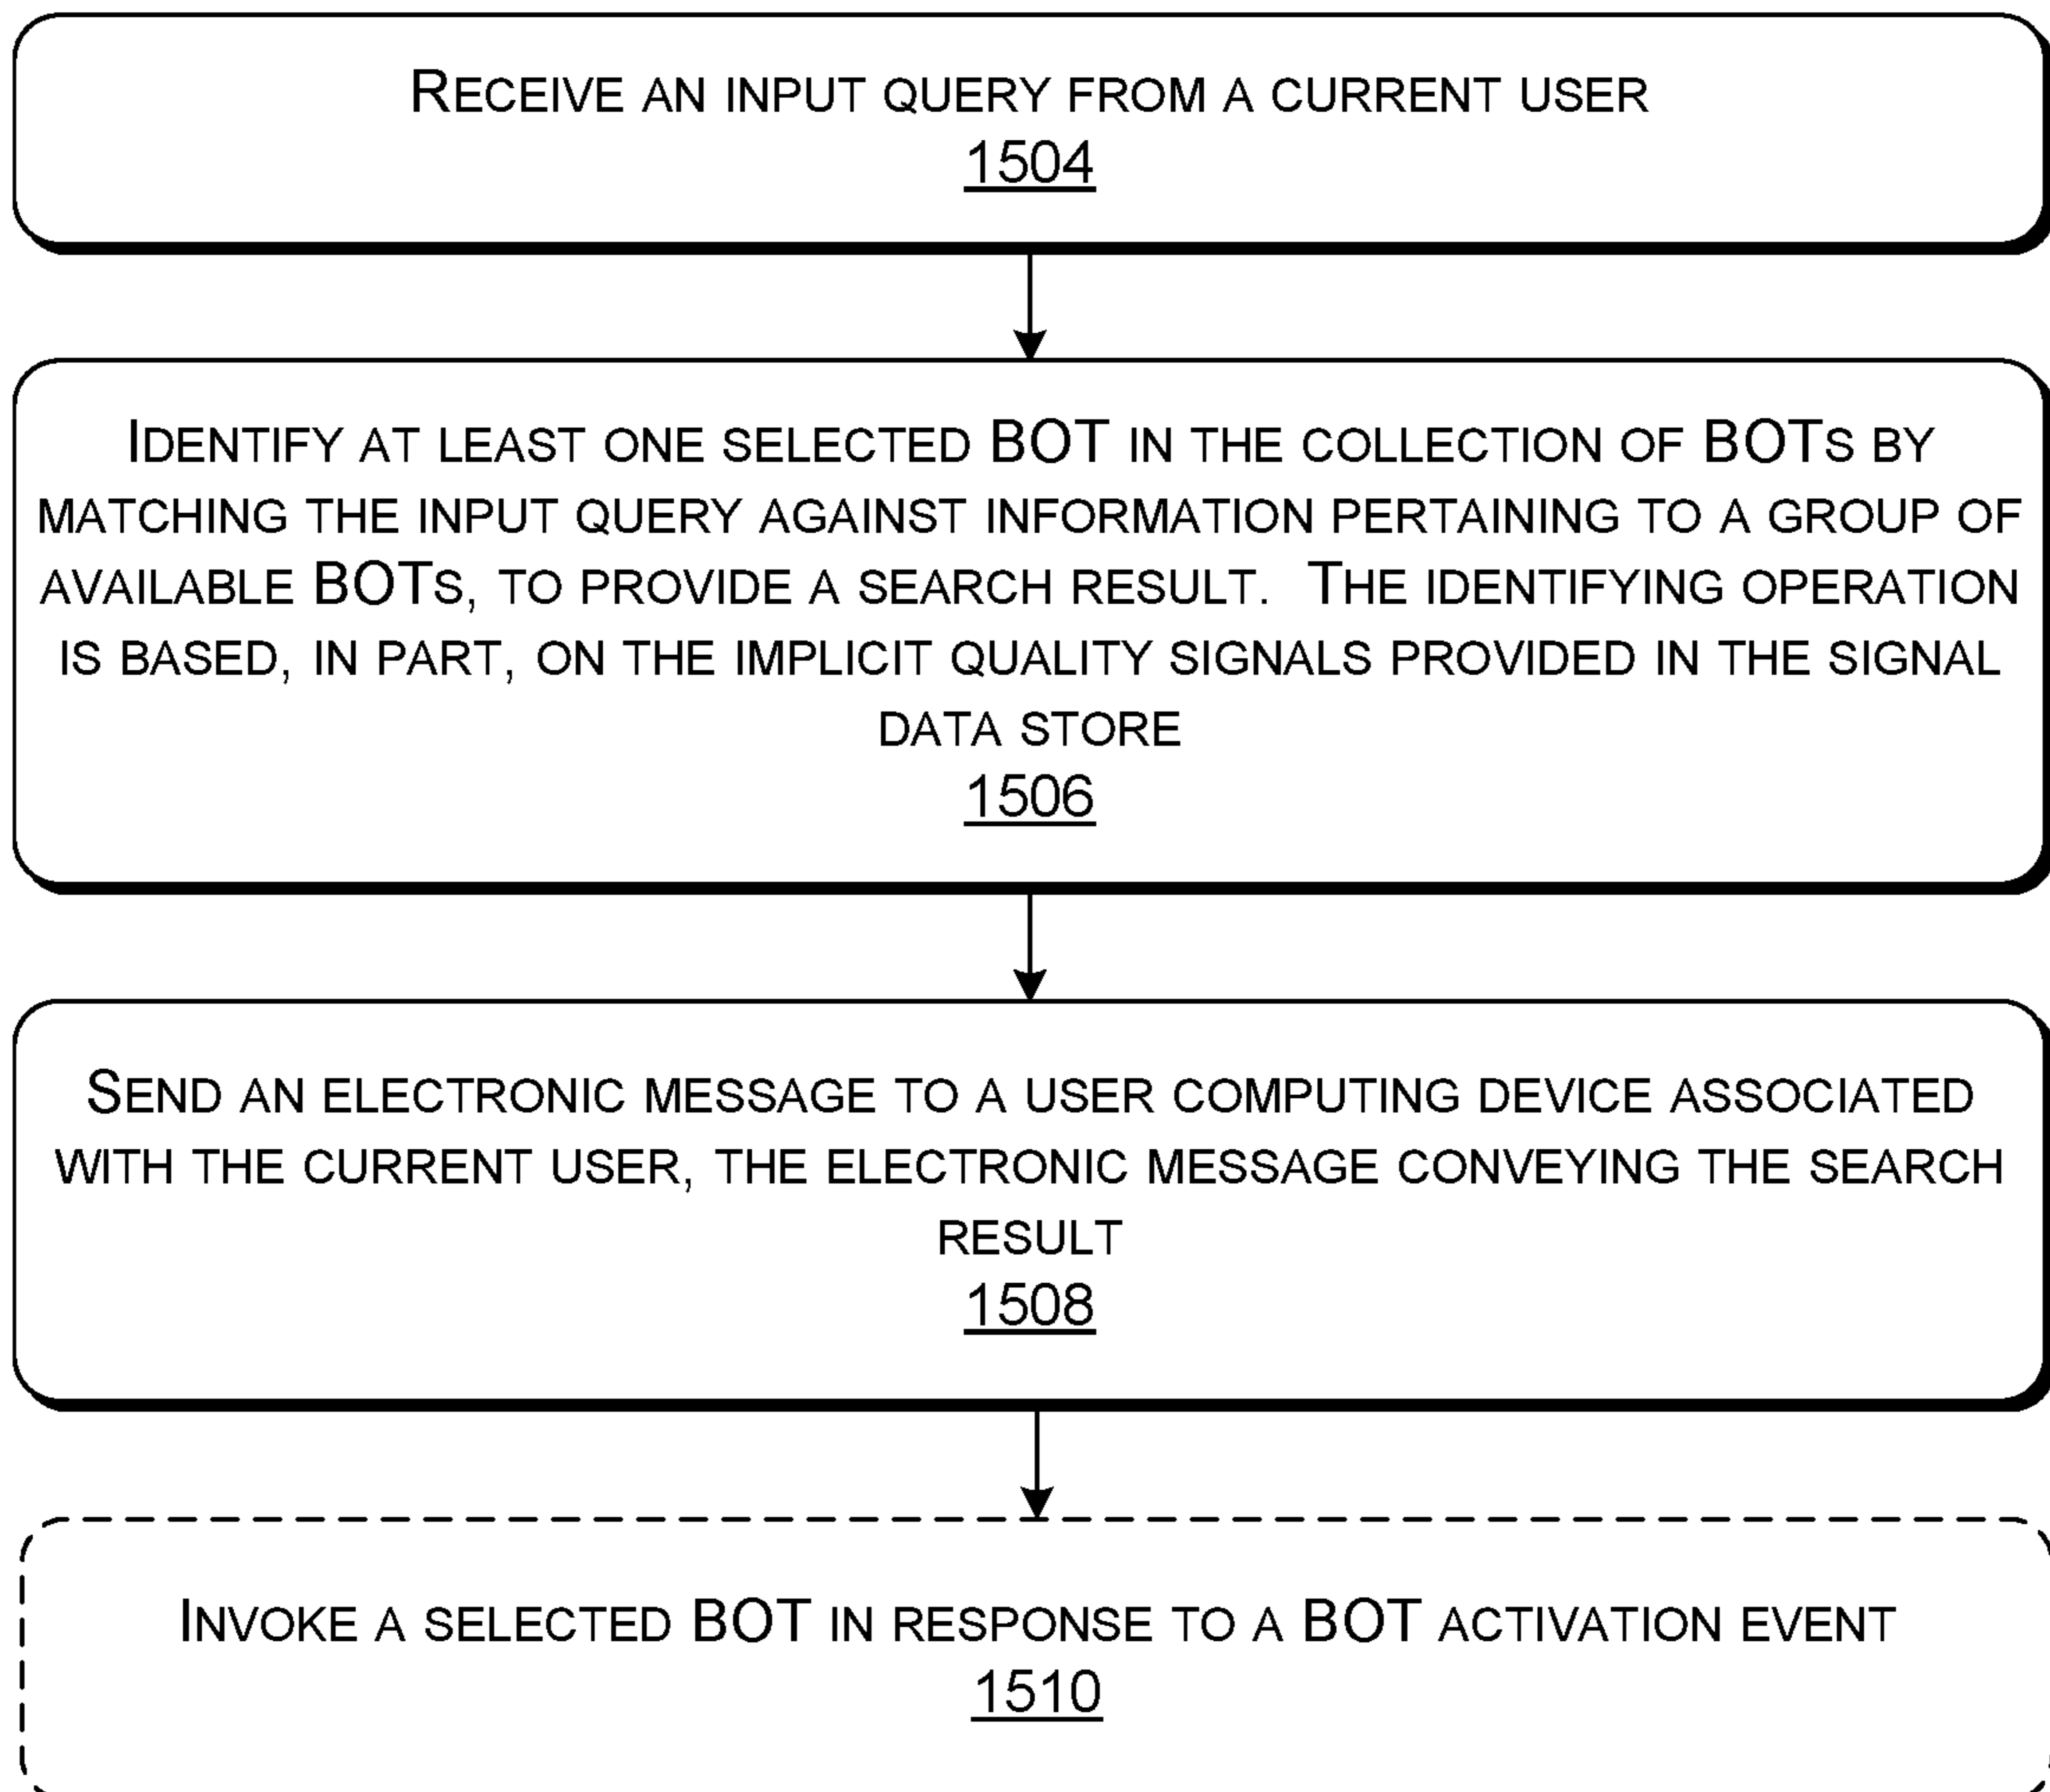 RECEIVE AN INPUT QUERY FROM A CURRENT USER
1504
IDENTIFY AT LEAST ONE SELECTED BOT IN THE COLLECTION OF BOTS BY
MATCHING THE INPUT QUERY AGAINST INFORMATION PERTAINING TO A GROUP OF
AVAILABLE BOTS, TO PROVIDE A SEARCH RESULT. THE IDENTIFYING OPERATION
IS BASED, IN PART, ON THE IMPLICIT QUALITY SIGNALS PROVIDED IN THE SIGNAL
DATA STORE
1506
SEND AN ELECTRONIC MESSAGE TO A USER COMPUTING DEVICE ASSOCIATED
WITH THE CURRENT USER, THE ELECTRONIC MESSAGE CONVEYING THE SEARCH
RESULT
1508
INVOKE A SELECTED BOT IN RESPONSE TO A BOT ACTIVATION EVENT
1510